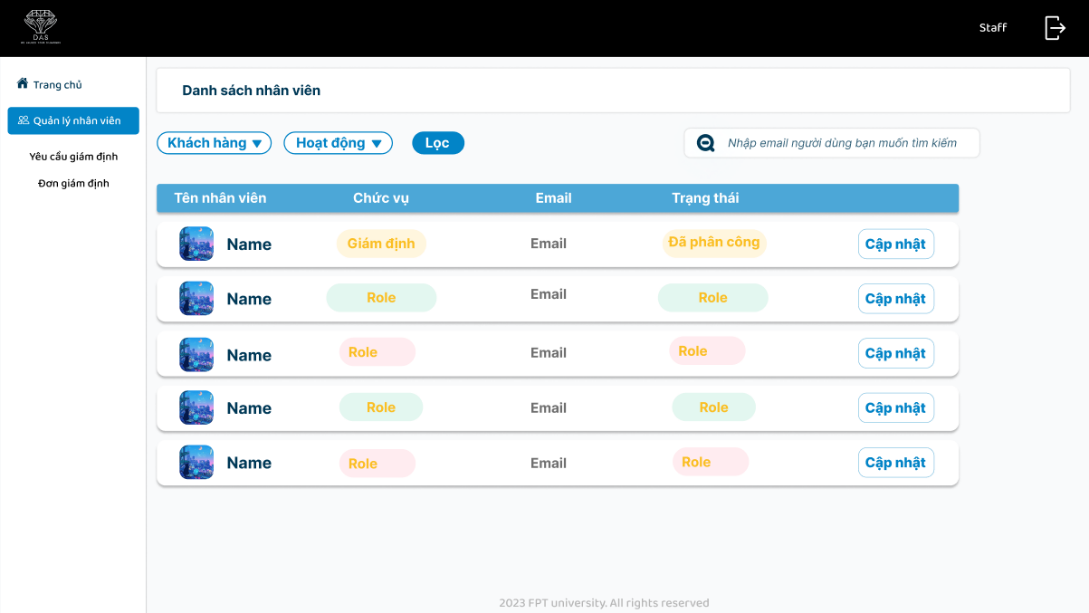 DAS
Staff
Trang chủ
Quản lý nhân viên
Yêu cầu giám định
Đơn giám định
Danh sách nhân viên
Khách hàng ▼ Hoạt động ▼ Lọc
Nhập email người dùng bạn muốn tìm kiếm
Tên nhân viên Chức vụ Email Trạng thái
Name Giám định Email Đã phân công Cập nhật
Name Role Email Role Cập nhật
Name Role Email Role Cập nhật
Name Role Email Role Cập nhật
Name Role Email Role Cập nhật
2023 FPT university. All rights reserved